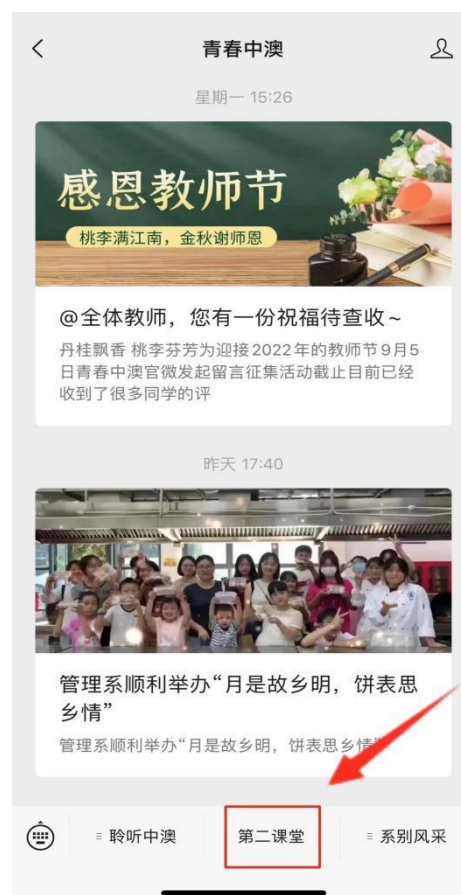 青春中澳
星期一 15:26
感恩教师节
桃李满江南，金秋谢师恩
@全体教师，您有一份祝福待查收~
丹桂飘香 桃李芬芳为迎接2022年的教师节9月5
日青春中澳官微发起留言征集活动截止目前已经
收到了很多同学的评
昨天 17:40
管理系顺利举办“月是故乡明，饼表思
乡情”
管理系顺利举办“月是故乡明，饼表思乡情”
聆听中澳
第二课堂
系别风采